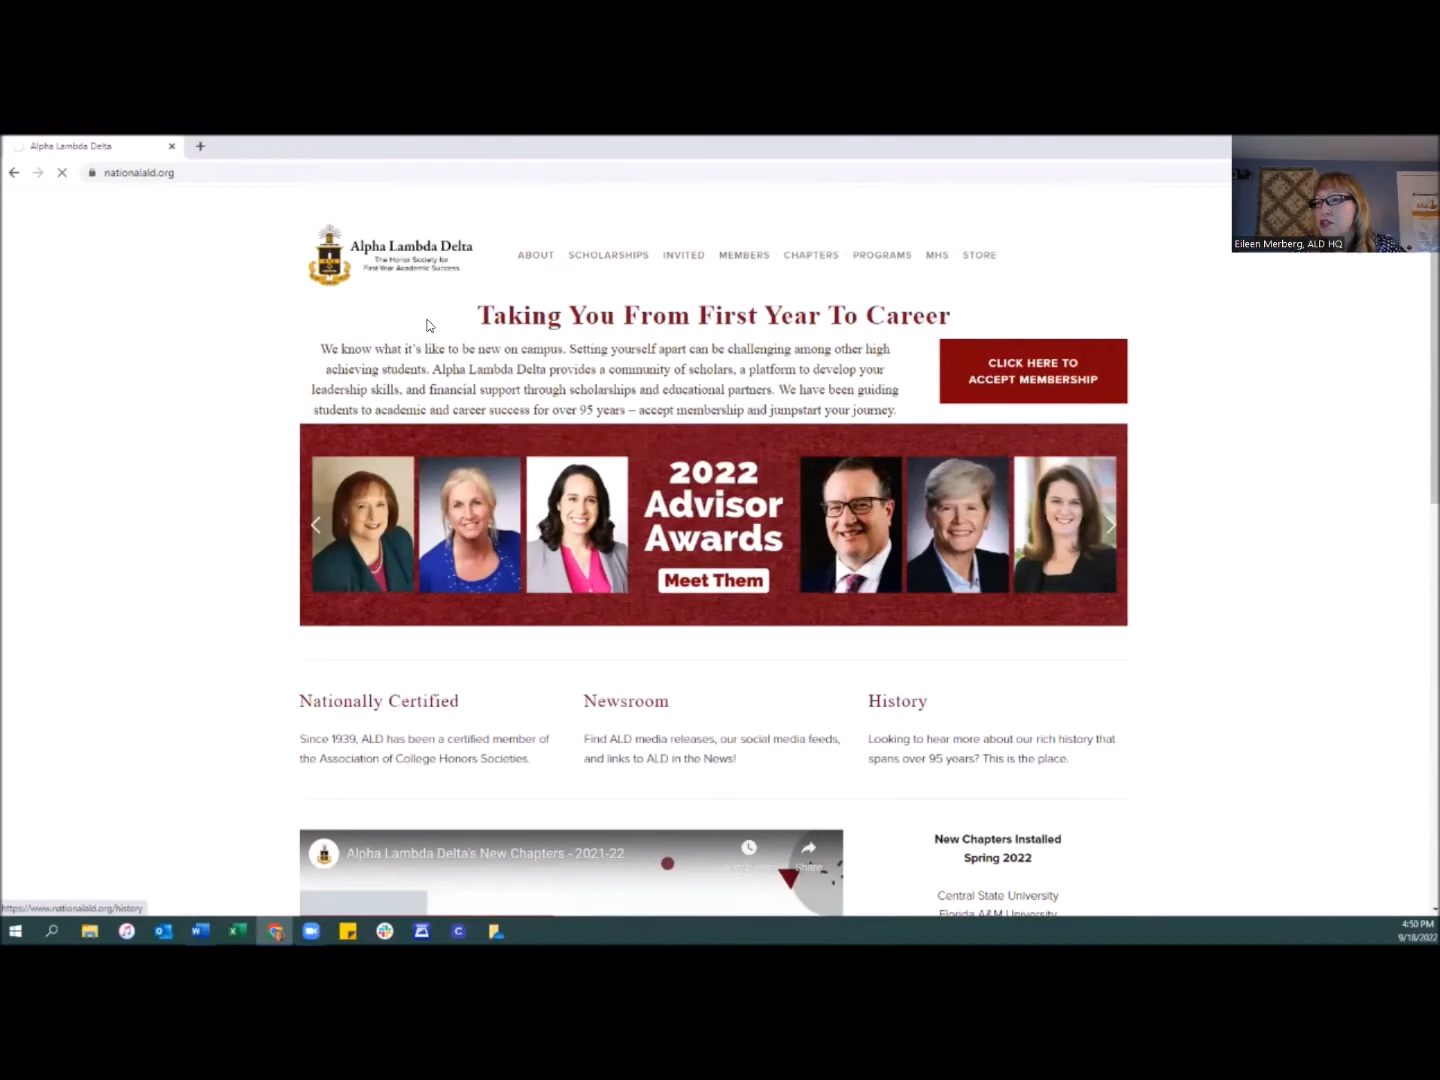 Alpha Lambda Delta
nationalald.org
Eileen Merberg, ALD HQ
Alpha Lambda Delta
The Honor Society for
First-Year Academic Success
ABOUT SCHOLARSHIPS INVITED MEMBERS CHAPTERS PROGRAMS MHS STORE
Taking You From First Year To Career
We know what it's like to be new on campus. Setting yourself apart can be challenging among other high
achieving students. Alpha Lambda Delta provides a community of scholars, a platform to develop your
leadership skills, and financial support through scholarships and educational partners. We have been guiding
students to academic and career success for over 95 years – accept membership and jumpstart your journey.
CLICK HERE TO
ACCEPT MEMBERSHIP
2022
Advisor
Awards
Meet Them
Nationally Certified
Since 1939, ALD has been a certified member of
the Association of College Honors Societies.
Newsroom
Find ALD media releases, our social media feeds,
and links to ALD in the News!
History
Looking to hear more about our rich history that
spans over 95 years? This is the place.
Alpha Lambda Delta's New Chapters - 2021-22
Share
New Chapters Installed
Spring 2022
Central State University
Florida A&M University
https://www.nationalald.org/history
4:50 PM
9/18/2022